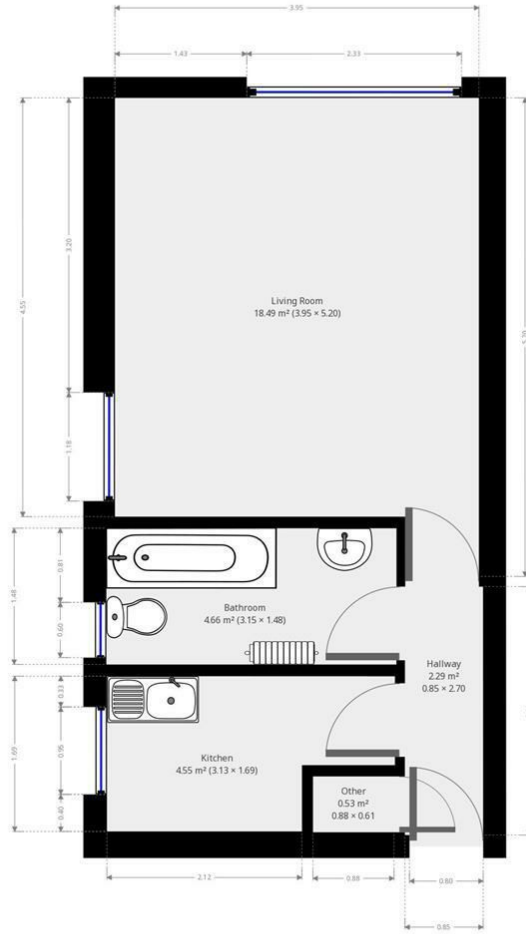 3.95
1.43
2.33
3.20
4.55
Living Room
18.49 m² (3.95 × 5.20)
1.18
0.81
1.48
Bathroom
4.66 m² (3.15 × 1.48)
0.60
Hallway
2.29 m²
0.85 × 2.70
0.33
1.69
0.95
Kitchen
4.55 m² (3.13 × 1.69)
Other
0.53 m²
0.88 × 0.61
0.40
2.12
0.88
0.80
0.85